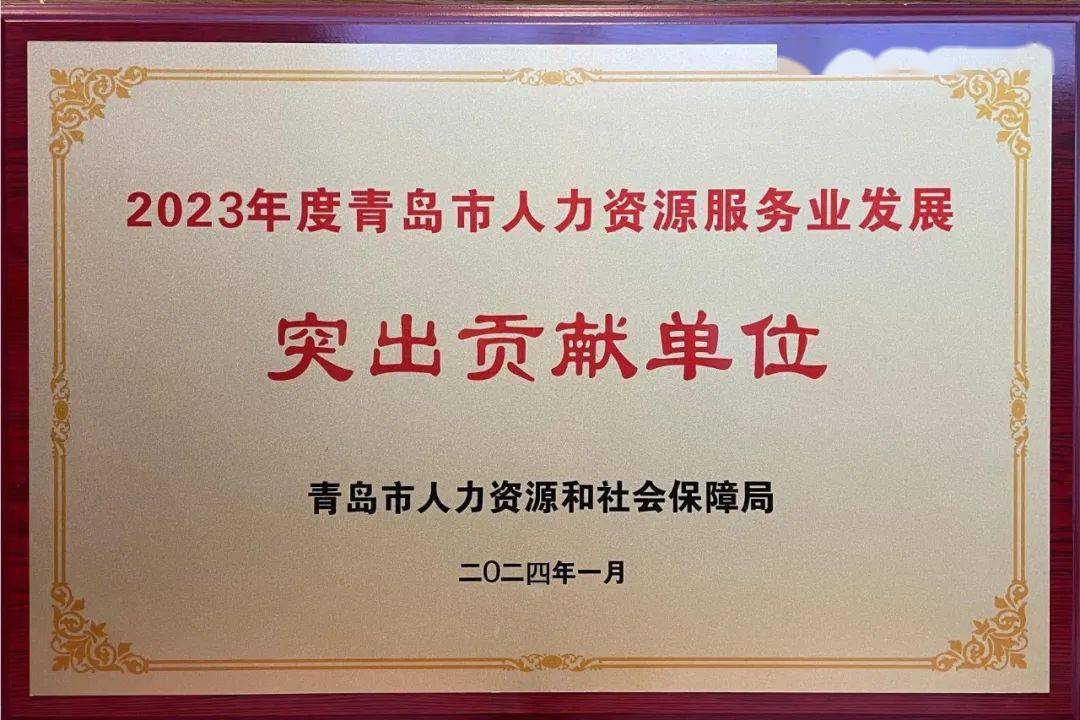 2023年度青岛市人力资源服务业发展
突出贡献单位
青岛市人力资源和社会保障局
二〇二四年一月